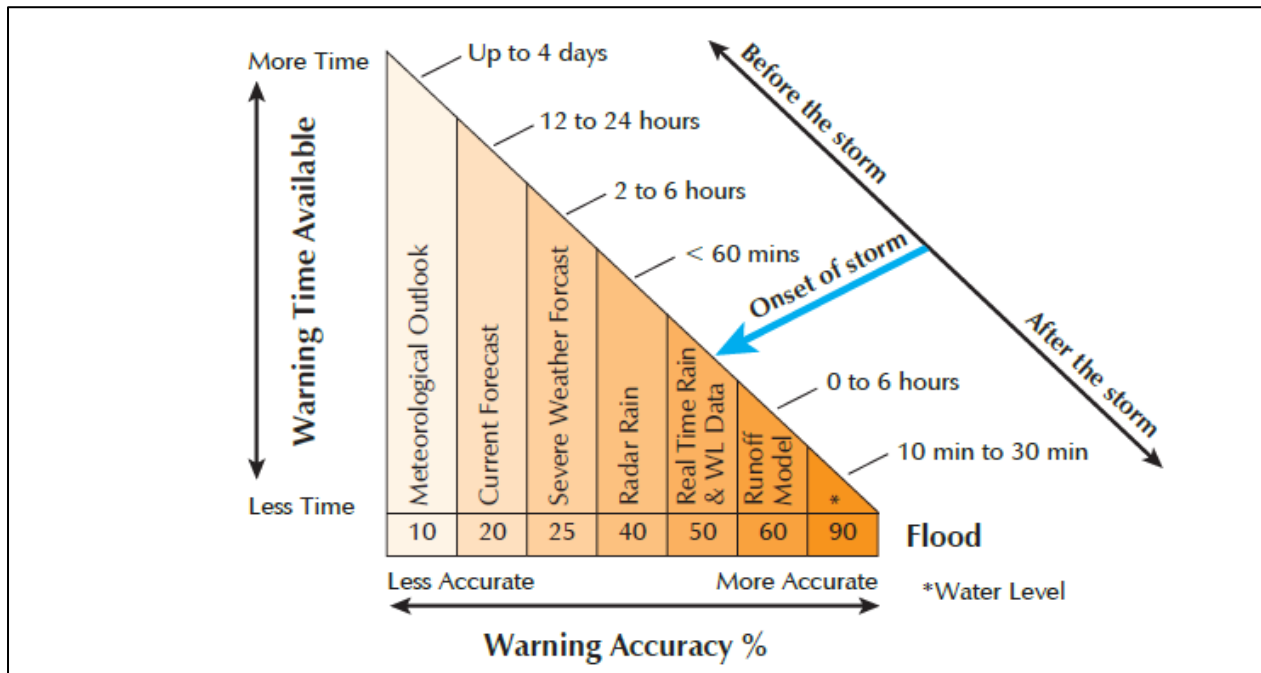 More Time
Up to 4 days
Before the storm
12 to 24 hours
2 to 6 hours
< 60 mins
Onset of storm
After the storm
0 to 6 hours
10 min to 30 min
Warning Time Available
Less Time
Meteorological Outlook
Current Forecast
Severe Weather Forcast
Radar Rain
Real Time Rain
& WL Data
Runoff
Model
*
10 20 25 40 50 60 90
Flood
Less Accurate
More Accurate
*Water Level
Warning Accuracy %